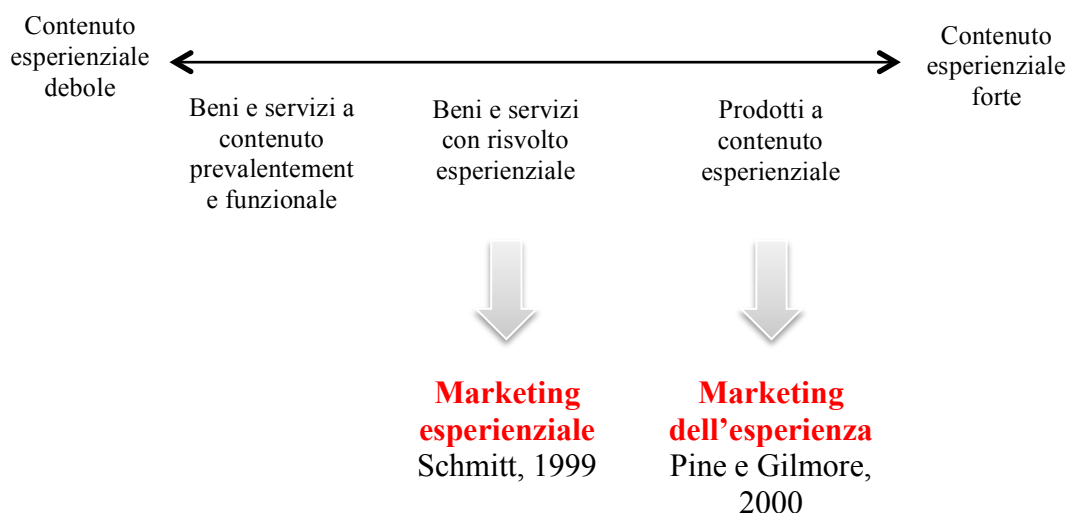 Contenuto
esperienziale
debole
Contenuto
esperienziale
forte
Beni e servizi a
contenuto
prevalentement
e funzionale
Beni e servizi
con risvolto
esperienziale
Prodotti a
contenuto
esperienziale
Marketing
esperienziale
Schmitt, 1999
Marketing
dell’esperienza
Pine e Gilmore,
2000